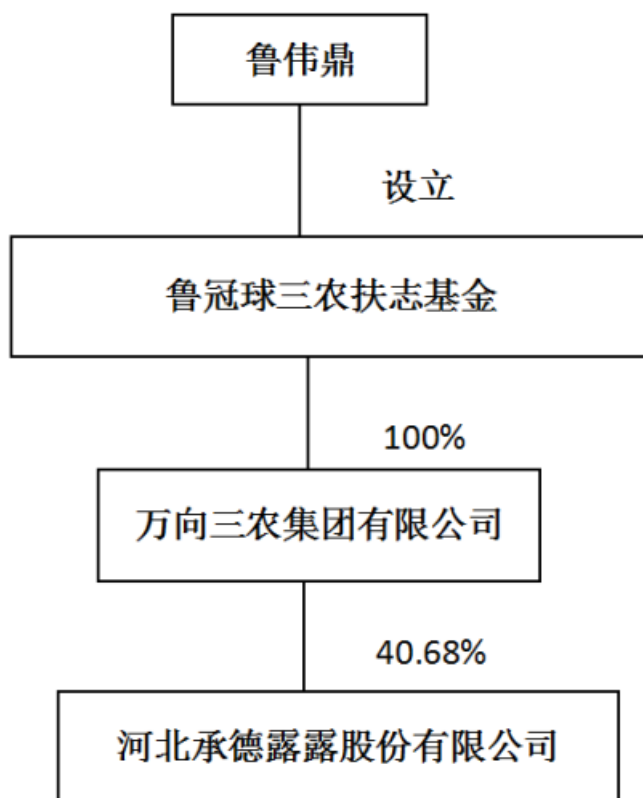 鲁伟鼎
设立
鲁冠球三农扶志基金
100%
万向三农集团有限公司
40.68%
河北承德露露股份有限公司